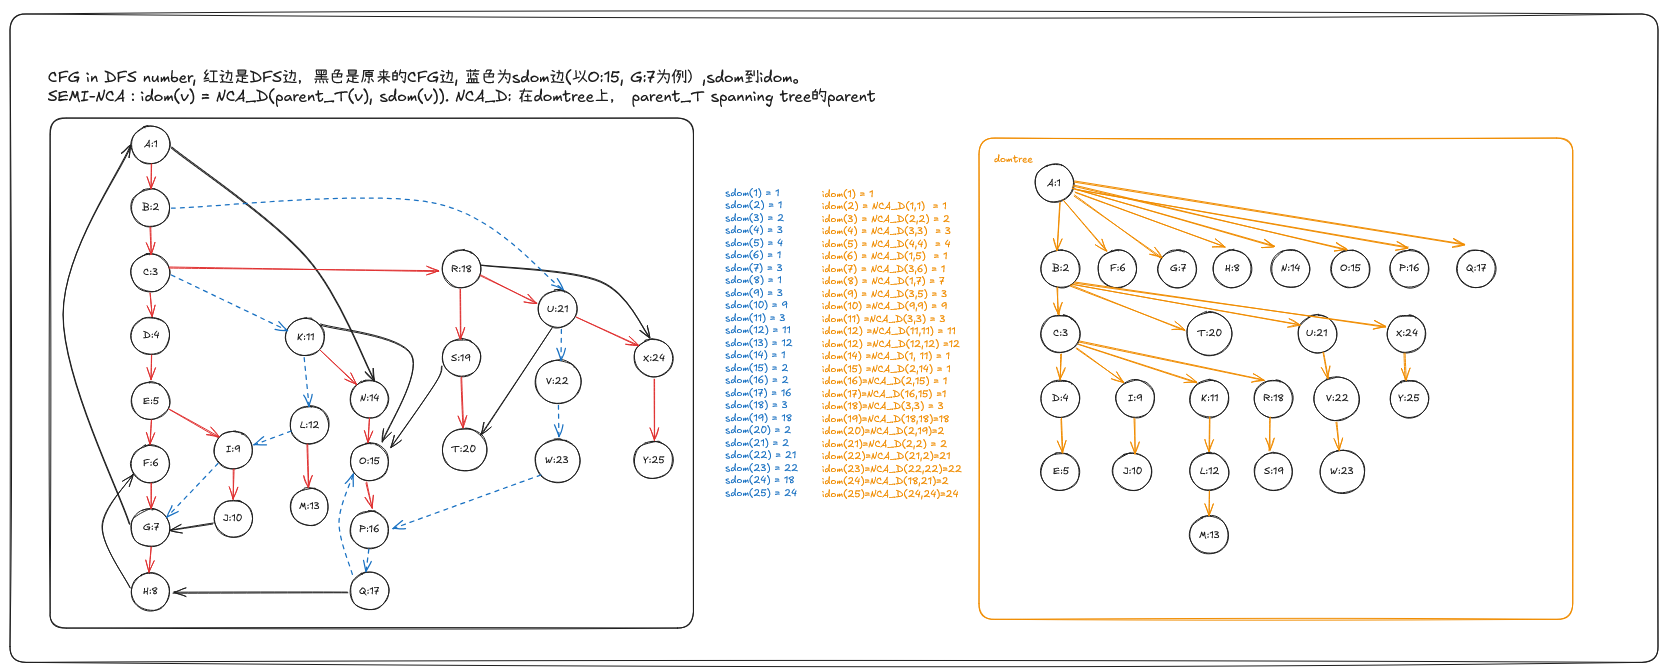 CFG in DFS number, 红边是DFS边, 黑色是原来的CFG边, 蓝色为sdom边(以O:15, G:7为例) ,sdom到idom。
SEMI-NCA : idom(v) = NCA_D(parent_T(v), sdom(v)). NCA_D: 在domtree上, parent_T spanning tree的parent
A:1
B:2
C:3
R:18
U:21
D:4
K:11
S:19
X:24
V:22
E:5
N:14
L:12
I:9
T:20
F:6
O:15
W:23
Y:25
M:13
J:10
G:7
P:16
H:8
Q:17
sdom(1) = 1
sdom(2) = 1
sdom(3) = 2
sdom(4) = 3
sdom(5) = 4
sdom(6) = 1
sdom(7) = 3
sdom(8) = 1
sdom(9) = 3
sdom(10) = 9
sdom(11) = 3
sdom(12) = 11
sdom(13) = 12
sdom(14) = 1
sdom(15) = 2
sdom(16) = 2
sdom(17) = 16
sdom(18) = 3
sdom(19) = 18
sdom(20) = 2
sdom(21) = 2
sdom(22) = 21
sdom(23) = 22
sdom(24) = 18
sdom(25) = 24
idom(1) = 1
idom(2) = NCA_D(1,1) = 1
idom(3) = NCA_D(2,2) = 2
idom(4) = NCA_D(3,3) = 3
idom(5) = NCA_D(4,4) = 4
idom(6) = NCA_D(1,5) = 1
idom(7) = NCA_D(3,6) = 1
idom(8) = NCA_D(1,7) = 7
idom(9) = NCA_D(3,5) = 3
idom(10) =NCA_D(9,9) = 9
idom(11) =NCA_D(3,3) = 3
idom(12) =NCA_D(11,11) = 11
idom(12) =NCA_D(12,12) =12
idom(14) =NCA_D(1, 11) = 1
idom(15) =NCA_D(2,14) = 1
idom(16)=NCA_D(2,15) = 1
idom(17)=NCA_D(16,15) =1
idom(18)=NCA_D(3,3) = 3
idom(19)=NCA_D(18,18)=18
idom(20)=NCA_D(2,19)=2
idom(21)=NCA_D(2,2) = 2
idom(22)=NCA_D(21,2)=21
idom(23)=NCA_D(22,22)=22
idom(24)=NCA_D(18,21)=2
idom(25)=NCA_D(24,24)=24
domtree
A:1
B:2
F:6
G:7
H:8
N:14
O:15
P:16
Q:17
C:3
T:20
U:21
X:24
D:4
I:9
K:11
R:18
V:22
Y:25
E:5
J:10
L:12
S:19
W:23
M:13